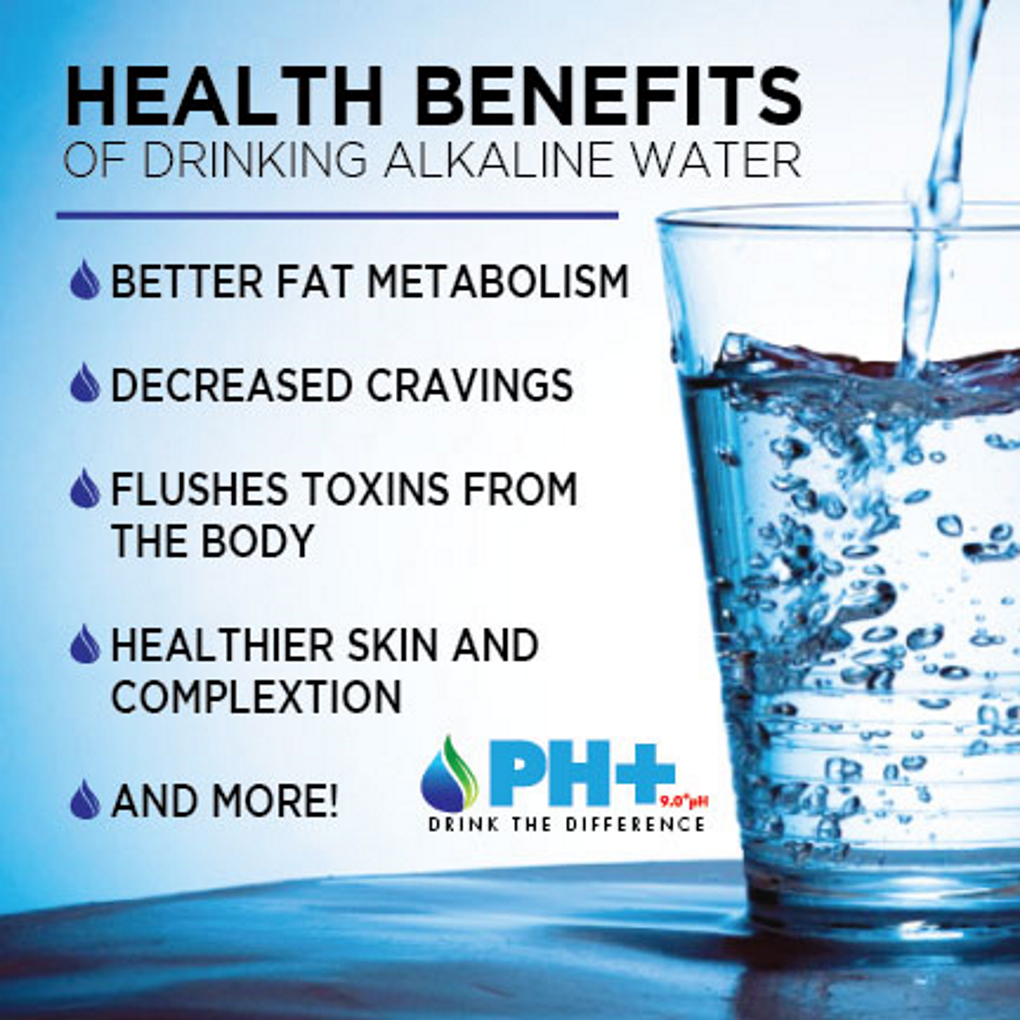 HEALTH BENEFITS
OF DRINKING ALKALINE WATER
BETTER FAT METABOLISM
DECREASED CRAVINGS
FLUSHES TOXINS FROM
THE BODY
HEALTHIER SKIN AND
COMPLEXTION
AND MORE!
PH+
9.0+pH
DRINK THE DIFFERENCE